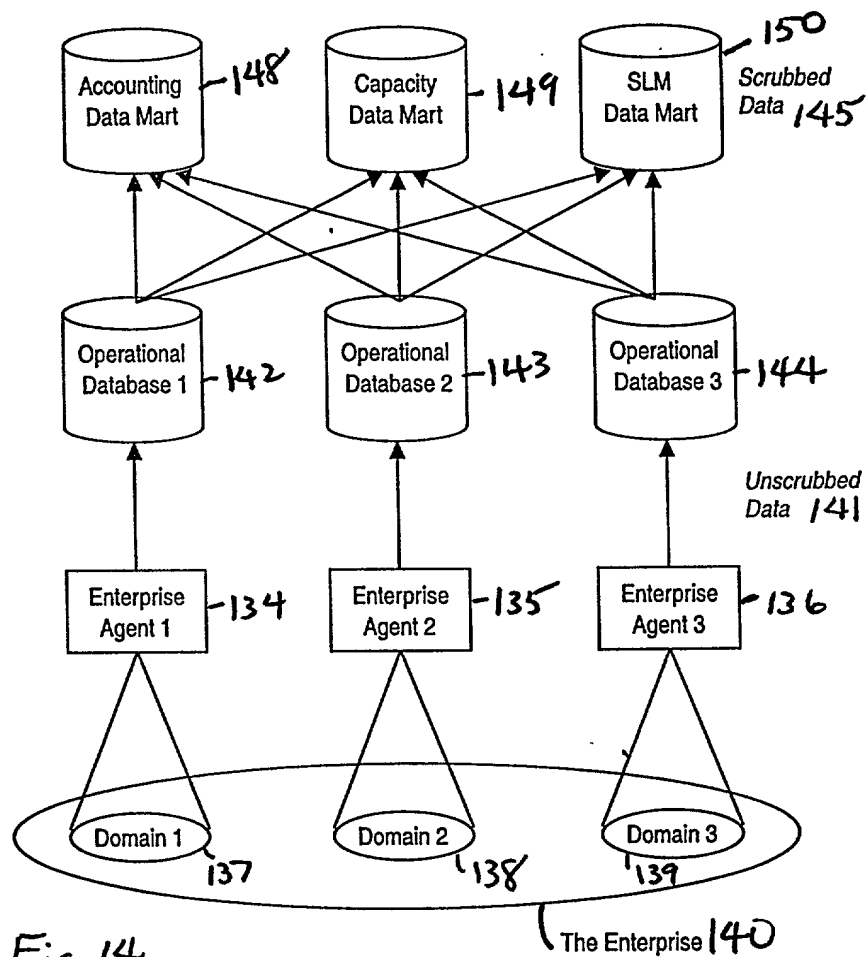 150
Accounting
Data Mart
148
Capacity
Data Mart
149
SLM
Data Mart
Scrubbed
Data 145
Operational
Database 1
142
Operational
Database 2
143
Operational
Database 3
144
Unscrubbed
Data 141
Enterprise
Agent 1
134
Enterprise
Agent 2
135
Enterprise
Agent 3
136
Domain 1
137
Domain 2
138
Domain 3
139
The Enterprise 140
Fig. 14